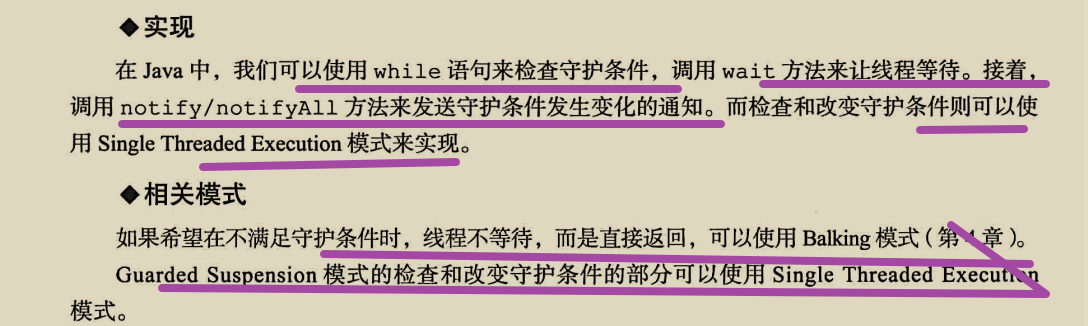 ◆实现
在 Java 中，我们可以使用 while 语句来检查守护条件，调用 wait 方法来让线程等待。接着，
调用 notify/notifyAll 方法来发送守护条件发生变化的通知。而检查和改变守护条件则可以使
用 Single Threaded Execution 模式来实现。
◆相关模式
如果希望在不满足守护条件时，线程不等待，而是直接返回，可以使用 Balking 模式（第 4 章）。
Guarded Suspension 模式的检查和改变守护条件的部分可以使用 Single Threaded Execution
模式。